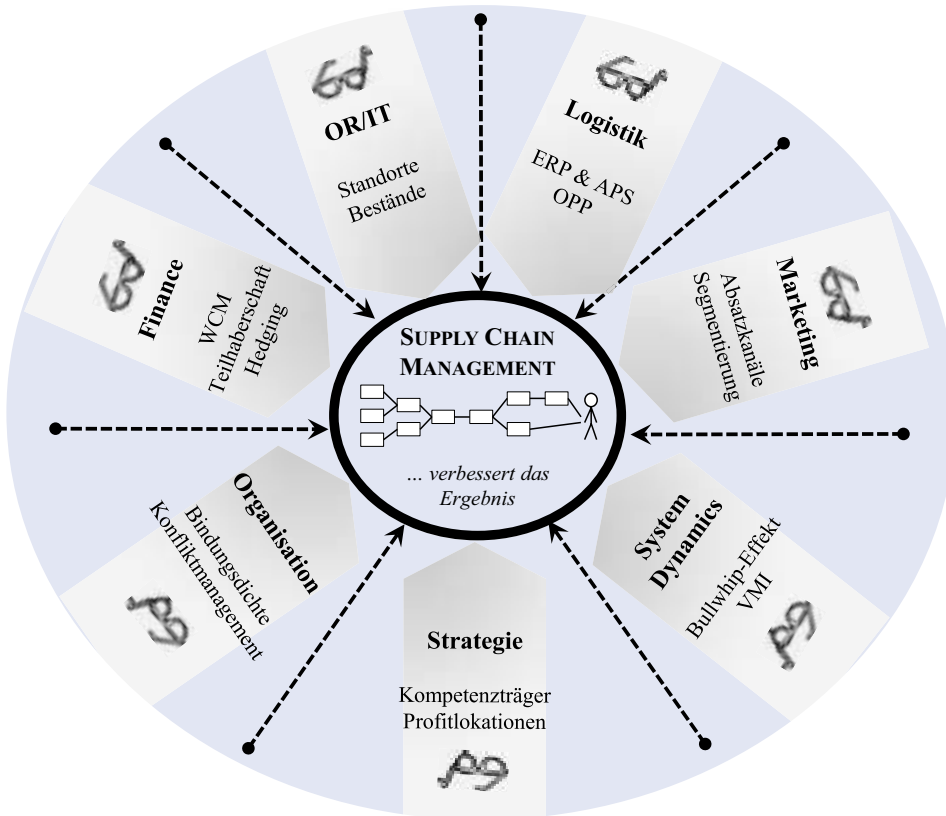 OR/IT
Standorte
Bestände
Logistik
ERP & APS
OPP
Marketing
Absatzkanäle
Segmentierung
System
Dynamics
Bullwhip-Effekt
VMI
Strategie
Kompetenzträger
Profitlokationen
Organisation
Bindungsdichte
Konfliktmanagement
Finance
WCM
Teilhaberschaft
Hedging
SUPPLY CHAIN
MANAGEMENT
... verbessert das
Ergebnis